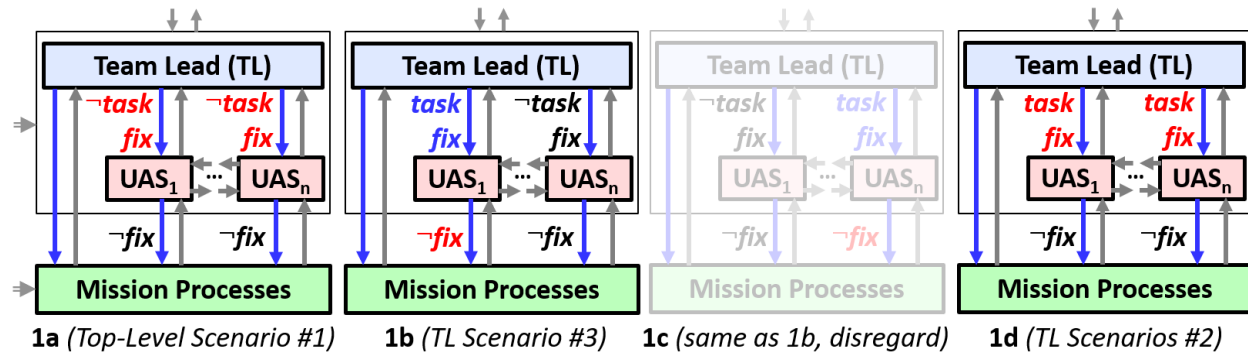 Team Lead (TL)
¬task ¬task
fix fix
UAS₁ ... UASₙ
¬fix ¬fix
Mission Processes
1a (Top-Level Scenario #1)
Team Lead (TL)
task ¬task
fix fix
UAS₁ ... UASₙ
¬fix ¬fix
Mission Processes
1b (TL Scenario #3)
Team Lead (TL)
¬task task
fix fix
UAS₁ ... UASₙ
¬fix ¬fix
Mission Processes
1c (same as 1b, disregard)
Team Lead (TL)
task task
fix fix
UAS₁ ... UASₙ
¬fix ¬fix
Mission Processes
1d (TL Scenarios #2)